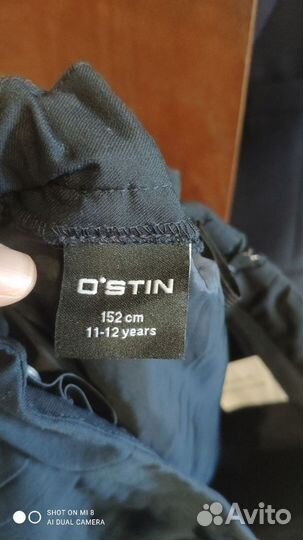 O'STIN
152 cm
11-12 years
SHOT ON MI 8
AI DUAL CAMERA
Avito